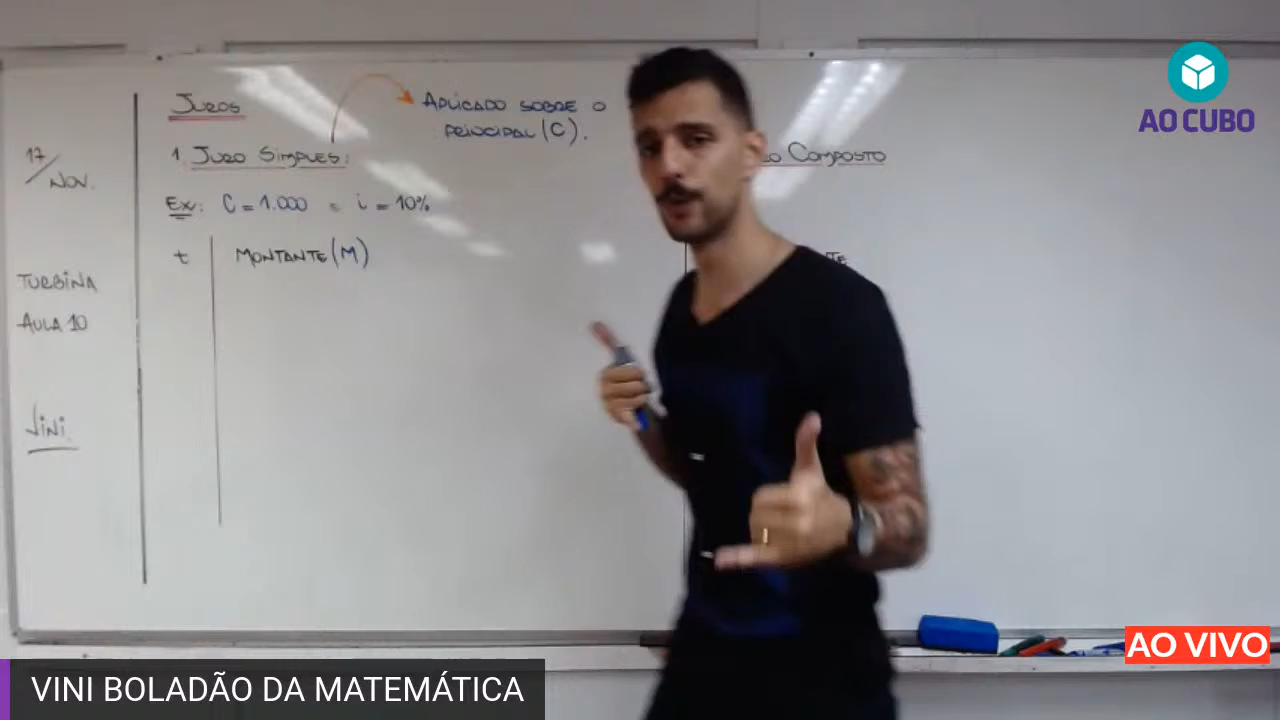 17/NOV.
TURBINA
AULA 10
Vini
JUROS
1. JURO SIMPLES:
APLICADO SOBRE O
PRINCIPAL (C).
Ex: C = 1.000 e i = 10%
t MONTANTE (M)
COMPOSTO
AO CUBO
AO VIVO
VINI BOLADÃO DA MATEMÁTICA